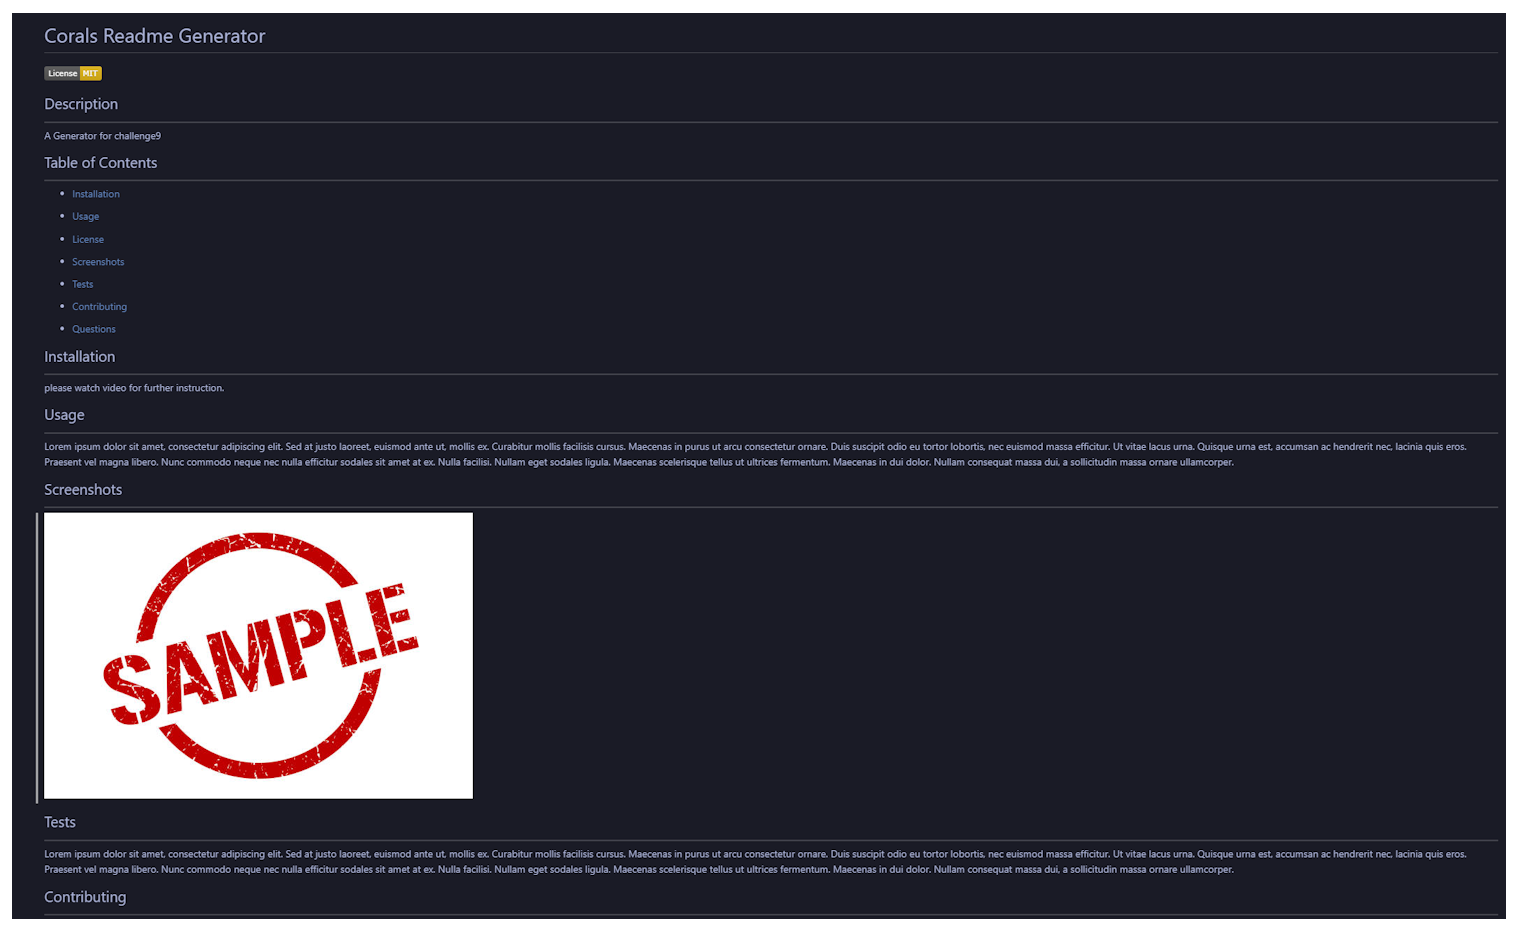 Corals Readme Generator
License MIT
Description
A Generator for challenge9
Table of Contents
Installation
Usage
License
Screenshots
Tests
Contributing
Questions
Installation
please watch video for further instruction.
Usage
Lorem ipsum dolor sit amet, consectetur adipiscing elit. Sed at justo laoreet, euismod ante ut, mollis ex. Curabitur mollis facilisis cursus. Maecenas in purus ut arcu consectetur ornare. Duis suscipit odio eu tortor lobortis, nec euismod massa efficitur. Ut vitae lacus urna. Quisque urna est, accumsan ac hendrerit nec, lacinia quis eros.
Praesent vel magna libero. Nunc commodo neque nec nulla efficitur sodales sit amet at ex. Nulla facilisi. Nullam eget sodales ligula. Maecenas scelerisque tellus ut ultrices fermentum. Maecenas in dui dolor. Nullam consequat massa dui, a sollicitudin massa ornare ullamcorper.
Screenshots
SAMPLE
Tests
Lorem ipsum dolor sit amet, consectetur adipiscing elit. Sed at justo laoreet, euismod ante ut, mollis ex. Curabitur mollis facilisis cursus. Maecenas in purus ut arcu consectetur ornare. Duis suscipit odio eu tortor lobortis, nec euismod massa efficitur. Ut vitae lacus urna. Quisque urna est, accumsan ac hendrerit nec, lacinia quis eros.
Praesent vel magna libero. Nunc commodo neque nec nulla efficitur sodales sit amet at ex. Nulla facilisi. Nullam eget sodales ligula. Maecenas scelerisque tellus ut ultrices fermentum. Maecenas in dui dolor. Nullam consequat massa dui, a sollicitudin massa ornare ullamcorper.
Contributing